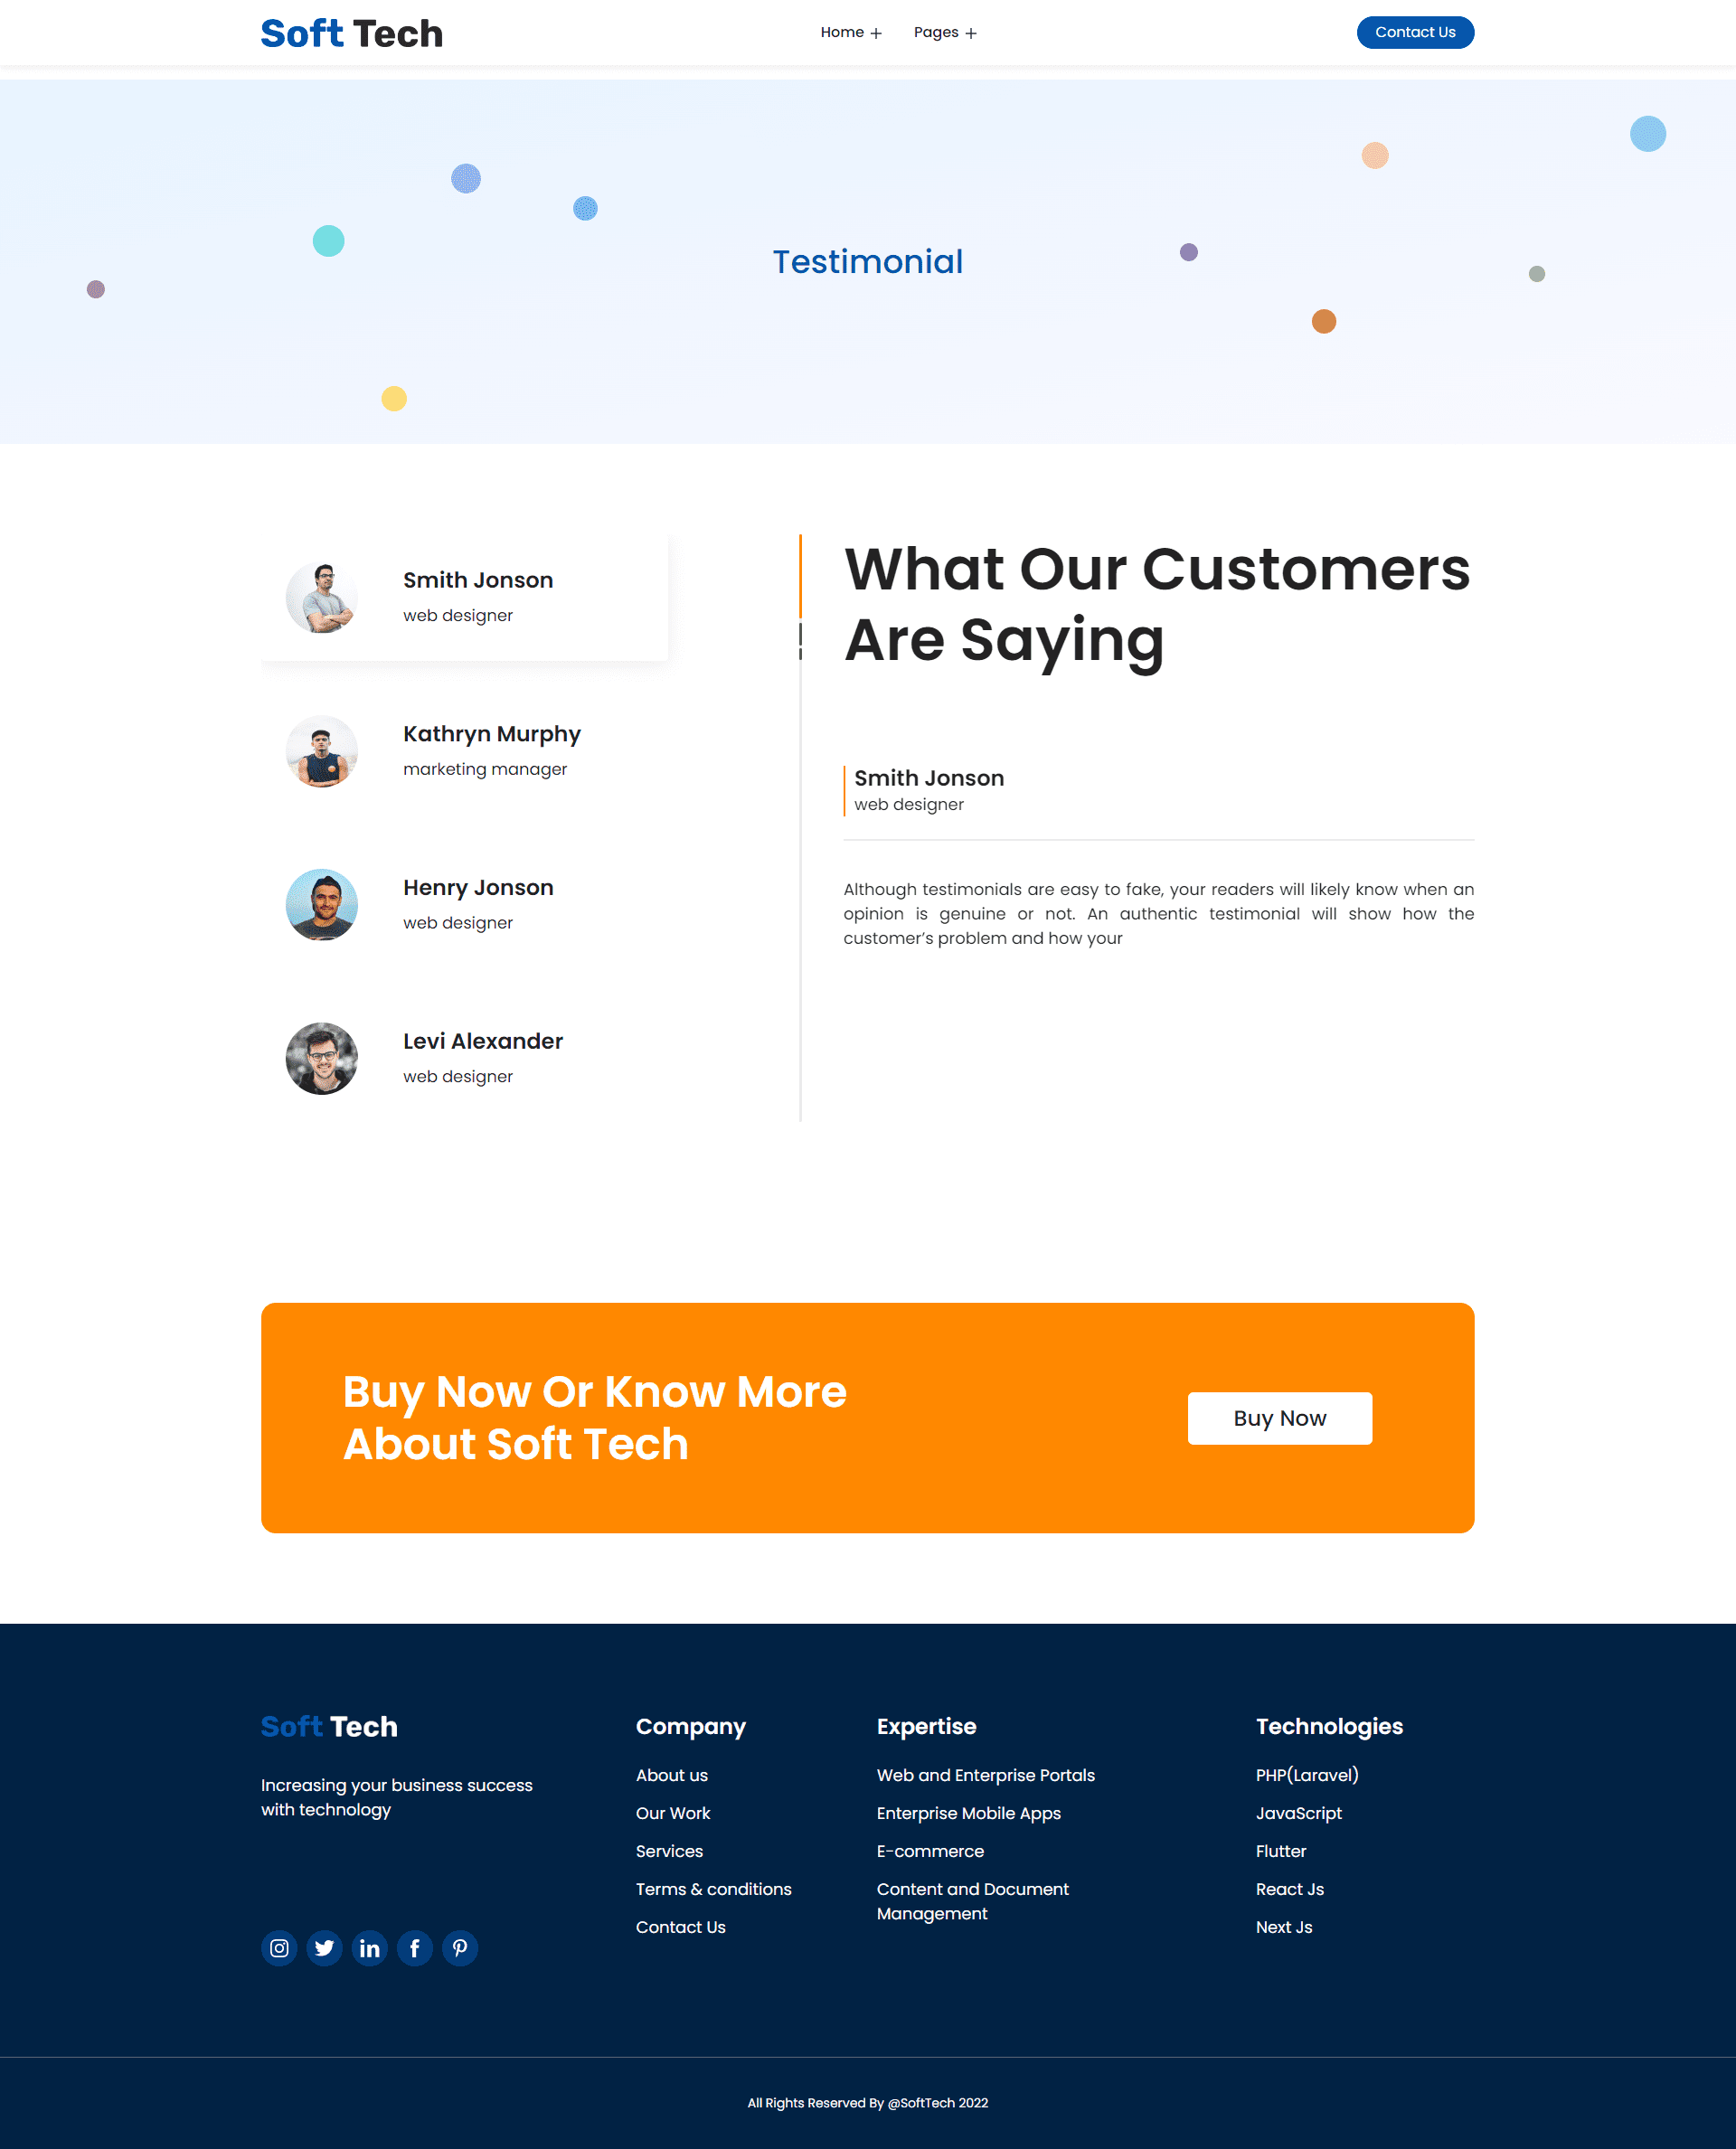 Soft Tech
Home
Pages
Contact Us
Testimonial
Smith Jonson
web designer
Kathryn Murphy
marketing manager
Henry Jonson
web designer
Levi Alexander
web designer
What Our Customers
Are Saying
Smith Jonson
web designer
Although testimonials are easy to fake, your readers will likely know when an
opinion is genuine or not. An authentic testimonial will show how the
customer’s problem and how your
Buy Now Or Know More
About Soft Tech
Buy Now
Soft Tech
Increasing your business success
with technology
Company
About us
Our Work
Services
Terms & conditions
Contact Us
Expertise
Web and Enterprise Portals
Enterprise Mobile Apps
E-commerce
Content and Document
Management
Technologies
PHP(Laravel)
JavaScript
Flutter
React Js
Next Js
All Rights Reserved By @SoftTech 2022